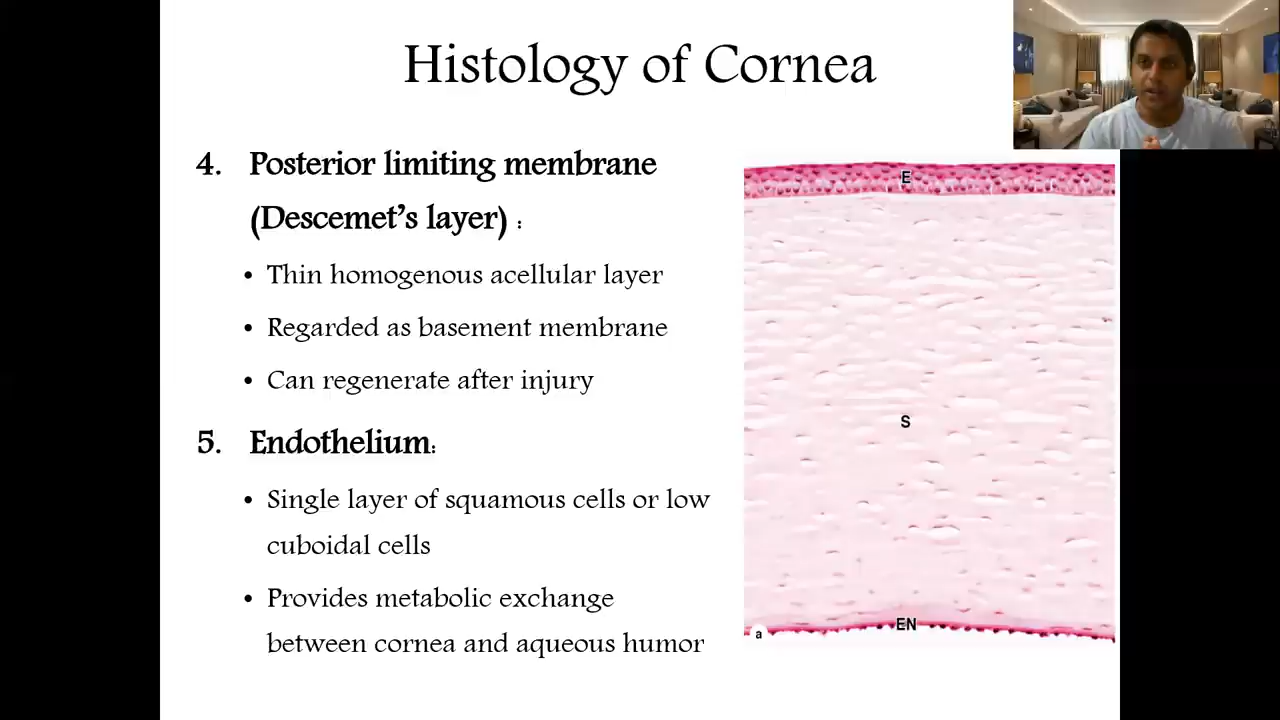 Histology of Cornea
4. Posterior limiting membrane
(Descemet's layer) :
• Thin homogenous acellular layer
• Regarded as basement membrane
• Can regenerate after injury
5. Endothelium:
• Single layer of squamous cells or low
cuboidal cells
• Provides metabolic exchange
between cornea and aqueous humor
E
S
EN
a